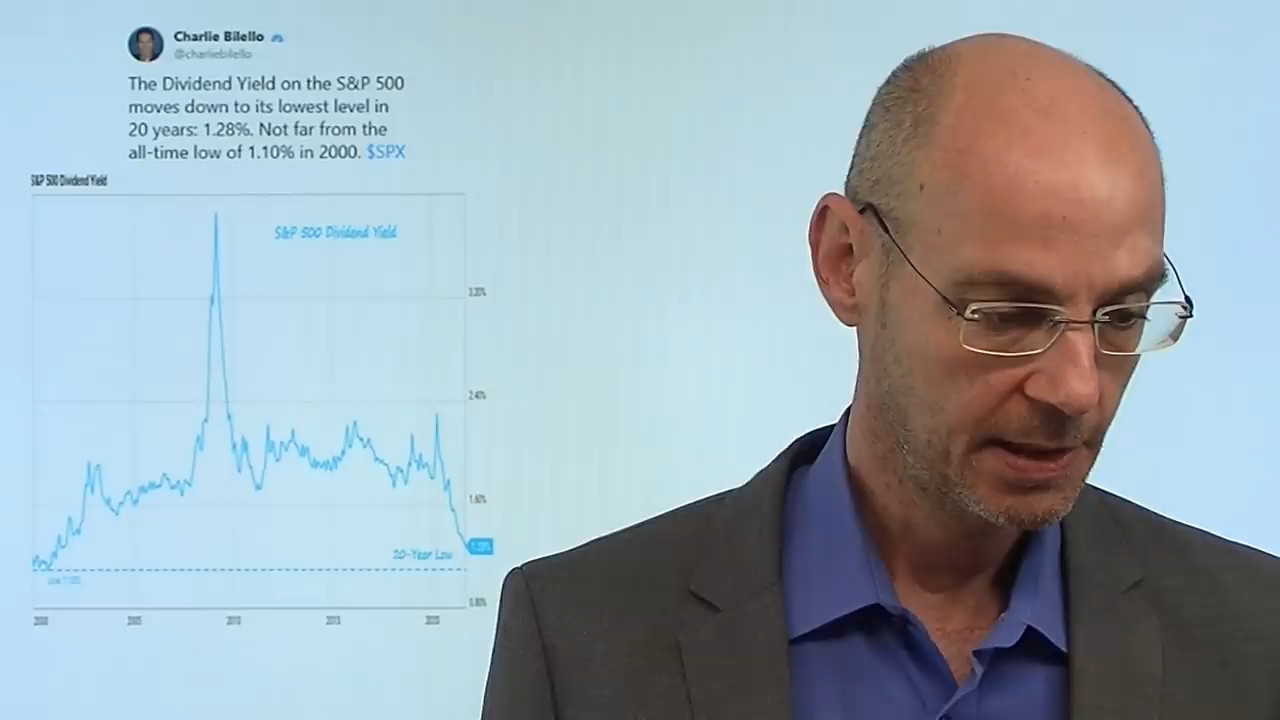 Charlie Bilello
@charliebilello
The Dividend Yield on the S&P 500
moves down to its lowest level in
20 years: 1.28%. Not far from the
all-time low of 1.10% in 2000. $SPX
S&P 500 Dividend Yield
S&P 500 Dividend Yield
3.20%
2.40%
1.60%
20-Year Low
0.80%
2000 2005 2010 2015 2020